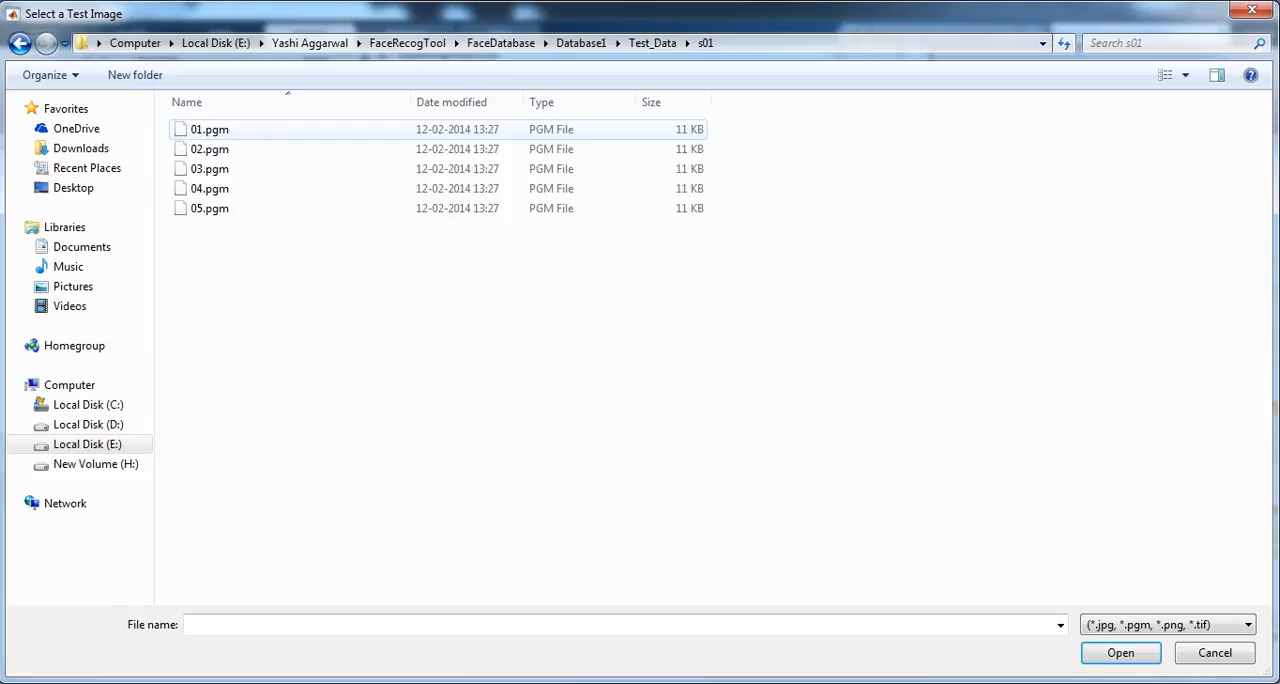 Select a Test Image
Computer Local Disk (E:) Yashi Aggarwal FaceRecogTool FaceDatabase Database1 Test_Data s01 Search s01
Organize New folder
Name Date modified Type Size
01.pgm 12-02-2014 13:27 PGM File 11 KB
02.pgm 12-02-2014 13:27 PGM File 11 KB
03.pgm 12-02-2014 13:27 PGM File 11 KB
04.pgm 12-02-2014 13:27 PGM File 11 KB
05.pgm 12-02-2014 13:27 PGM File 11 KB
Favorites
OneDrive
Downloads
Recent Places
Desktop
Libraries
Documents
Music
Pictures
Videos
Homegroup
Computer
Local Disk (C:)
Local Disk (D:)
Local Disk (E:)
New Volume (H:)
Network
File name: (*.jpg, *.pgm, *.png, *.tif)
Open Cancel